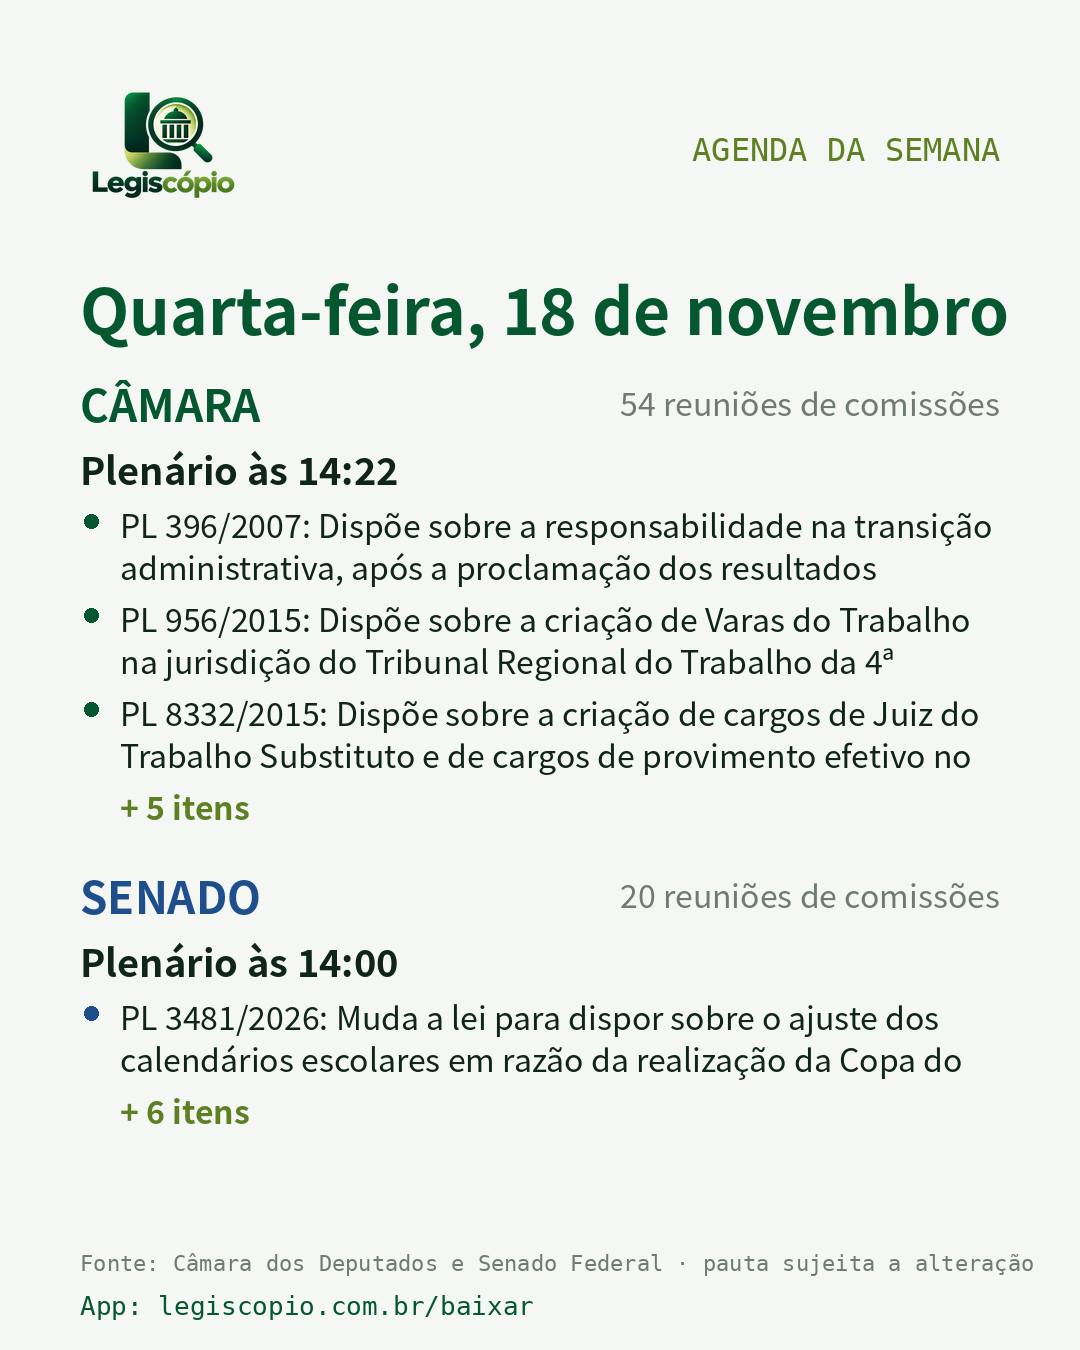 Legiscópio
AGENDA DA SEMANA
Quarta-feira, 18 de novembro
CÂMARA
54 reuniões de comissões
Plenário às 14:22
PL 396/2007: Dispõe sobre a responsabilidade na transição
administrativa, após a proclamação dos resultados
PL 956/2015: Dispõe sobre a criação de Varas do Trabalho
na jurisdição do Tribunal Regional do Trabalho da 4ª
PL 8332/2015: Dispõe sobre a criação de cargos de Juiz do
Trabalho Substituto e de cargos de provimento efetivo no
+ 5 itens
SENADO
20 reuniões de comissões
Plenário às 14:00
PL 3481/2026: Muda a lei para dispor sobre o ajuste dos
calendários escolares em razão da realização da Copa do
+ 6 itens
Fonte: Câmara dos Deputados e Senado Federal · pauta sujeita a alteração
App: legiscopio.com.br/baixar